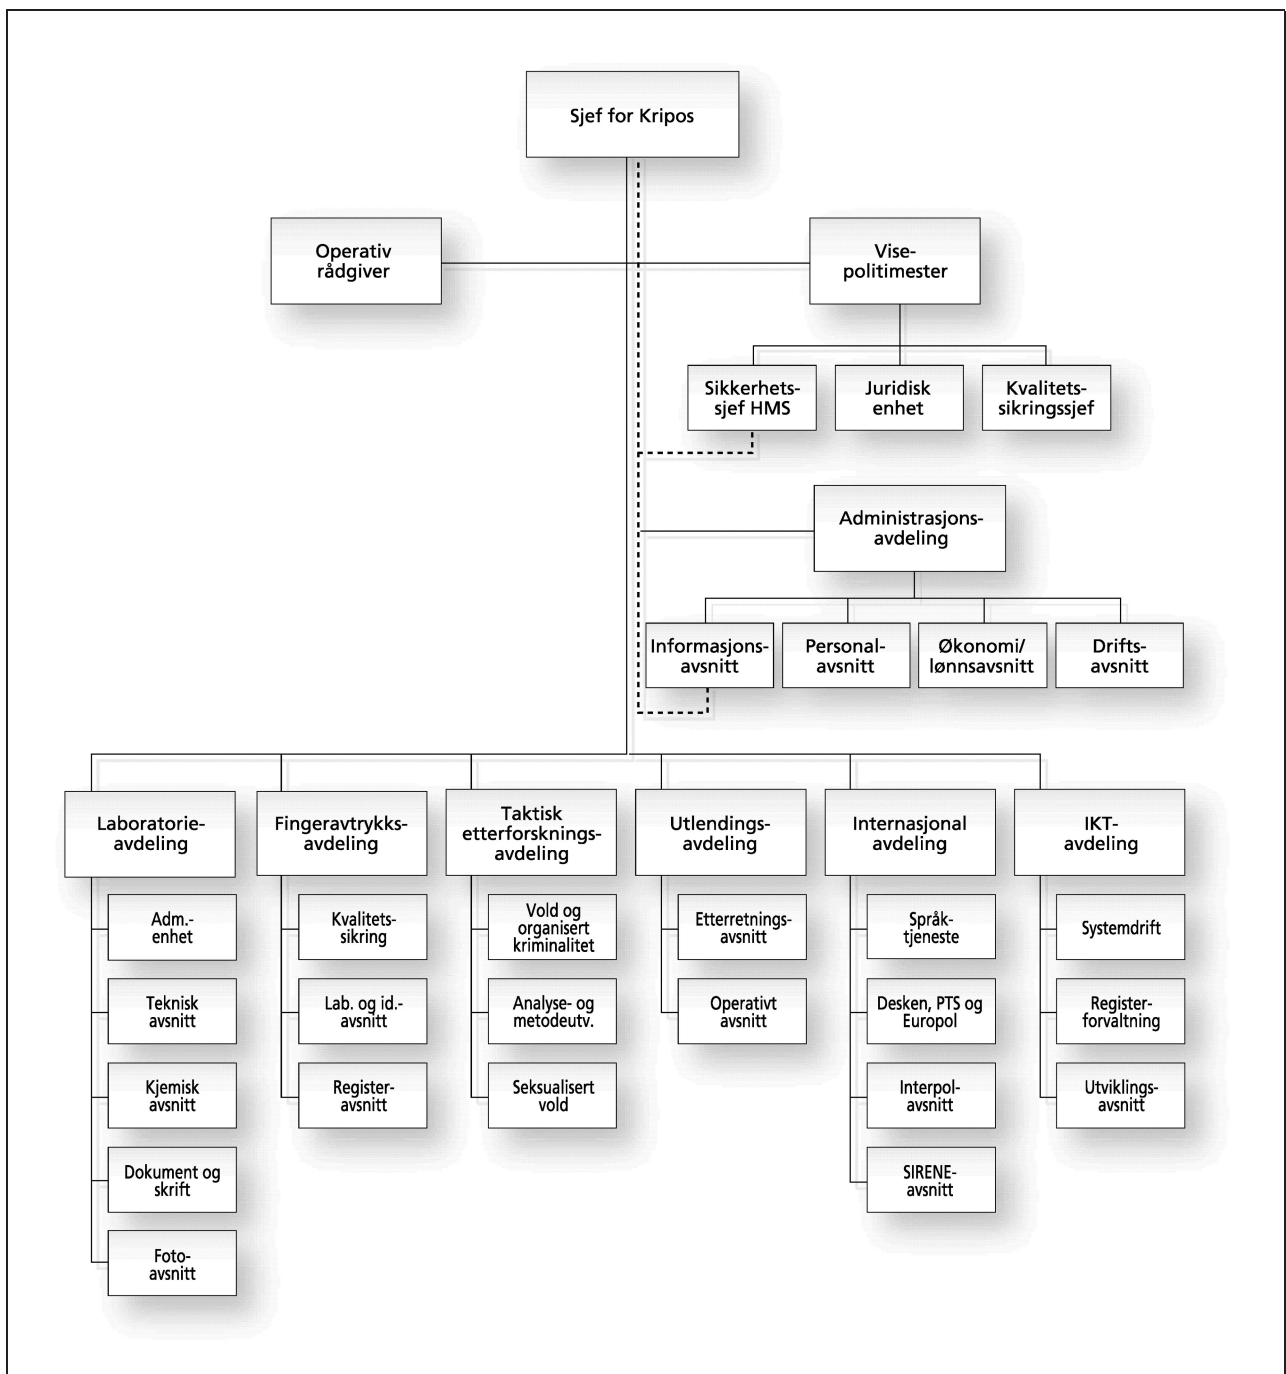 Sjef for Kripos
Operativ
rådgiver
Vise-
politimester
Sikkerhets-
sjef HMS
Juridisk
enhet
Kvalitets-
sikringssjef
Administrasjons-
avdeling
Informasjons-
avsnitt
Personal-
avsnitt
Økonomi/
lønnsavsnitt
Drifts-
avsnitt
Laboratorie-
avdeling
Adm.-
enhet
Teknisk
avsnitt
Kjemisk
avsnitt
Dokument og
skrift
Foto-
avsnitt
Fingeravtrykks-
avdeling
Kvalitets-
sikring
Lab. og id.-
avsnitt
Register-
avsnitt
Taktisk
etterforsknings-
avdeling
Vold og
organisert
kriminalitet
Analyse- og
metodeutv.
Seksualisert
vold
Utlendings-
avdeling
Etterretnings-
avsnitt
Operativt
avsnitt
Internasjonal
avdeling
Språk-
tjeneste
Desken, PTS og
Europol
Interpol-
avsnitt
SIRENE-
avsnitt
IKT-
avdeling
Systemdrift
Register-
forvaltning
Utviklings-
avsnitt